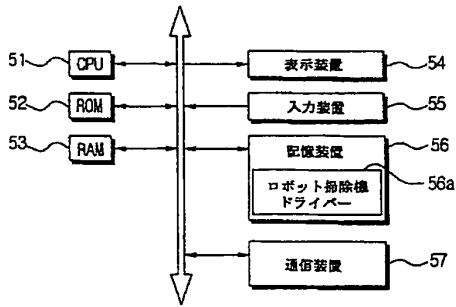 51 CPU 表示装置 54
52 ROM 入力装置 55
53 RAM 記憶装置 56
ロボット掃除機 56a
ドライバー
通信装置 57